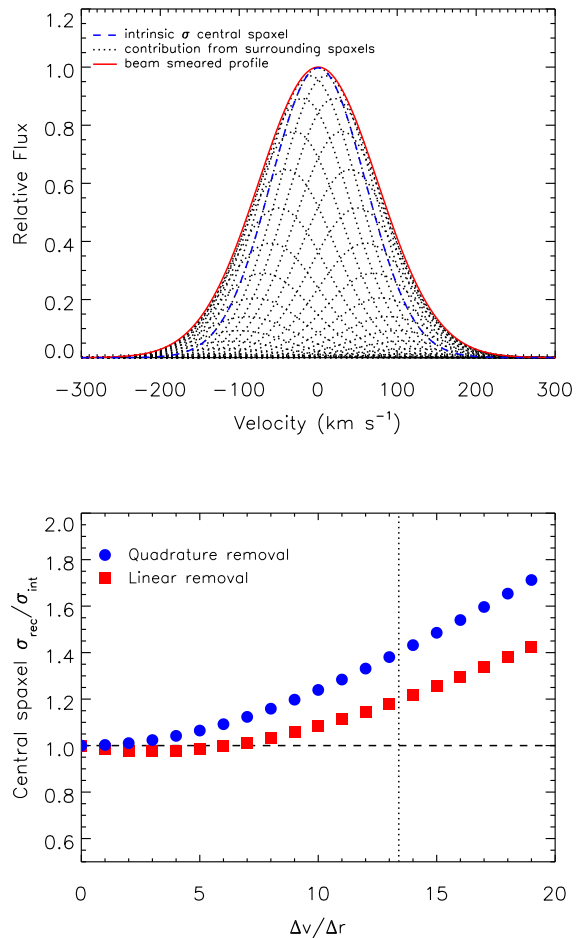 intrinsic σ central spaxel
contribution from surrounding spaxels
beam smeared profile
Relative Flux
1.2
1.0
0.8
0.6
0.4
0.2
0.0
−300 −200 −100 0 100 200 300
Velocity (km s⁻¹)
Quadrature removal
Linear removal
Central spaxel σrec/σint
2.0
1.8
1.6
1.4
1.2
1.0
0.8
0.6
0 5 10 15 20
Δv/Δr